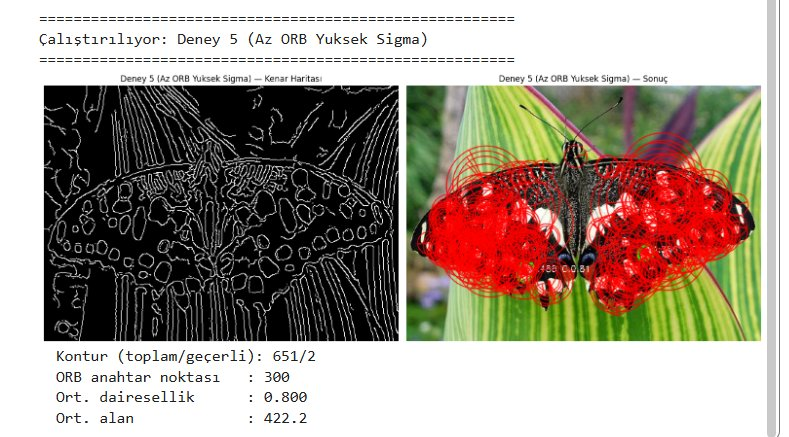 =======================================================
Çalıştırılıyor: Deney 5 (Az ORB Yuksek Sigma)
=======================================================
Deney 5 (Az ORB Yuksek Sigma) — Kenar Haritası
Deney 5 (Az ORB Yuksek Sigma) — Sonuç
C:0.81
Kontur (toplam/geçerli): 651/2
ORB anahtar noktası : 300
Ort. dairesellik : 0.800
Ort. alan : 422.2